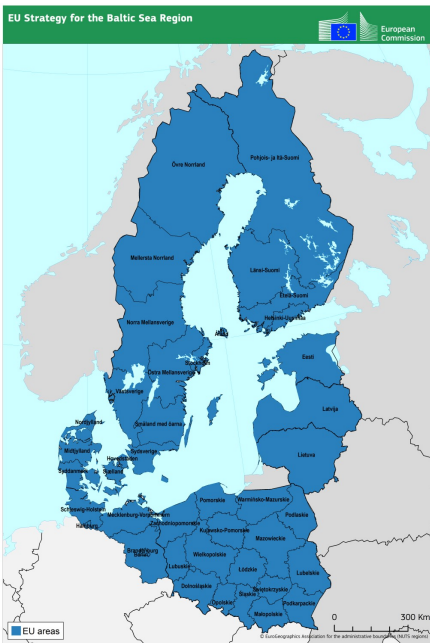 EU Strategy for the Baltic Sea Region
European
Commission
Övre Norrland
Pohjois- ja Itä-Suomi
Mellersta Norrland
Länsi-Suomi
Etelä-Suomi
Helsinki-Uusimaa
Norra Mellansverige
Åland
Stockholm
Östra Mellansverige
Eesti
Västsverige
Småland med öarna
Latvija
Nordjylland
Midtjylland
Sydsverige
Hovedstaden
Lietuva
Syddanmark
Sjælland
Schleswig-Holstein
Hamburg
Mecklenburg-Vorpommern
Pomorskie
Warmińsko-Mazurskie
Zachodniopomorskie
Podlaskie
Kujawsko-Pomorskie
Brandenburg
Berlin
Mazowieckie
Wielkopolskie
Lubuskie
Łódzkie
Lubelskie
Dolnośląskie
Świętokrzyskie
Śląskie
Opolskie
Podkarpackie
Małopolskie
0 300 Km
EU areas
© EuroGeographics Association for the administrative boundaries (NUTS regions)